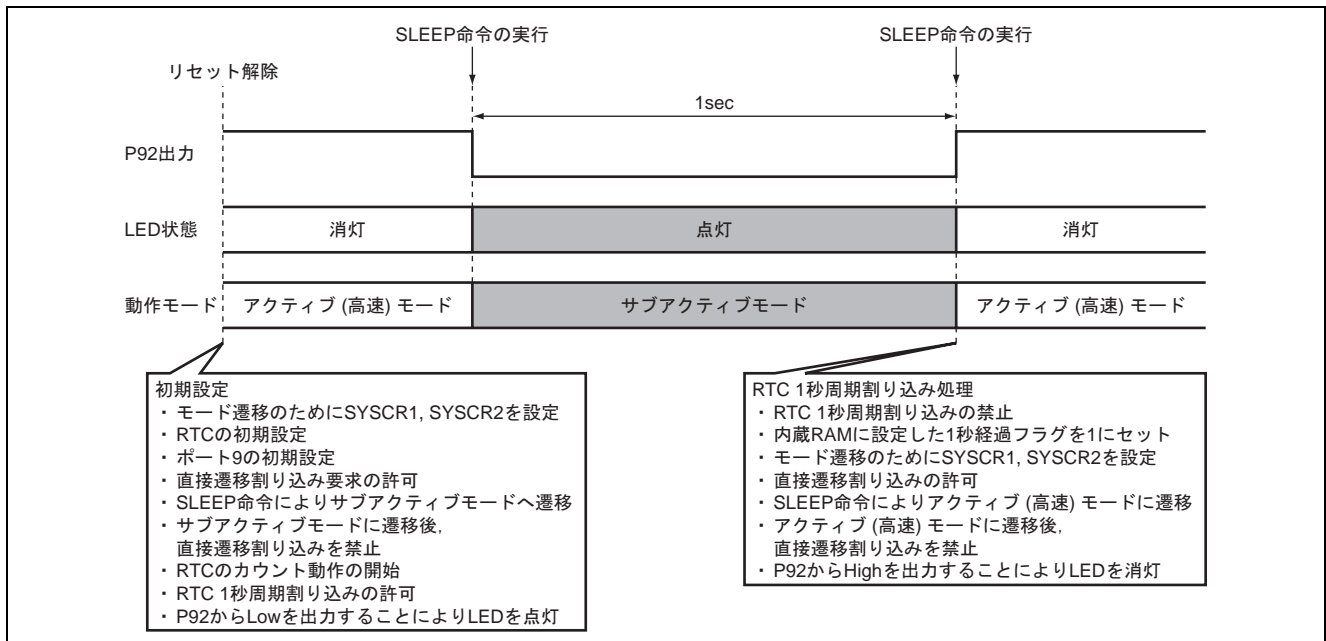 SLEEP命令の実行
SLEEP命令の実行
リセット解除
1sec
P92出力
LED状態
消灯
点灯
消灯
動作モード
アクティブ (高速) モード
サブアクティブモード
アクティブ (高速) モード
初期設定
・ モード遷移のためにSYSCR1, SYSCR2を設定
・ RTCの初期設定
・ ポート9の初期設定
・ 直接遷移割り込み要求の許可
・ SLEEP命令によりサブアクティブモードへ遷移
・ サブアクティブモードに遷移後,
直接遷移割り込みを禁止
・ RTCのカウント動作の開始
・ RTC 1秒周期割り込みの許可
・ P92からLowを出力することによりLEDを点灯
RTC 1秒周期割り込み処理
・ RTC 1秒周期割り込みの禁止
・ 内蔵RAMに設定した1秒経過フラグを1にセット
・ モード遷移のためにSYSCR1, SYSCR2を設定
・ 直接遷移割り込みの許可
・ SLEEP命令によりアクティブ (高速) モードに遷移
・ アクティブ (高速) モードに遷移後,
直接遷移割り込みを禁止
・ P92からHighを出力することによりLEDを消灯